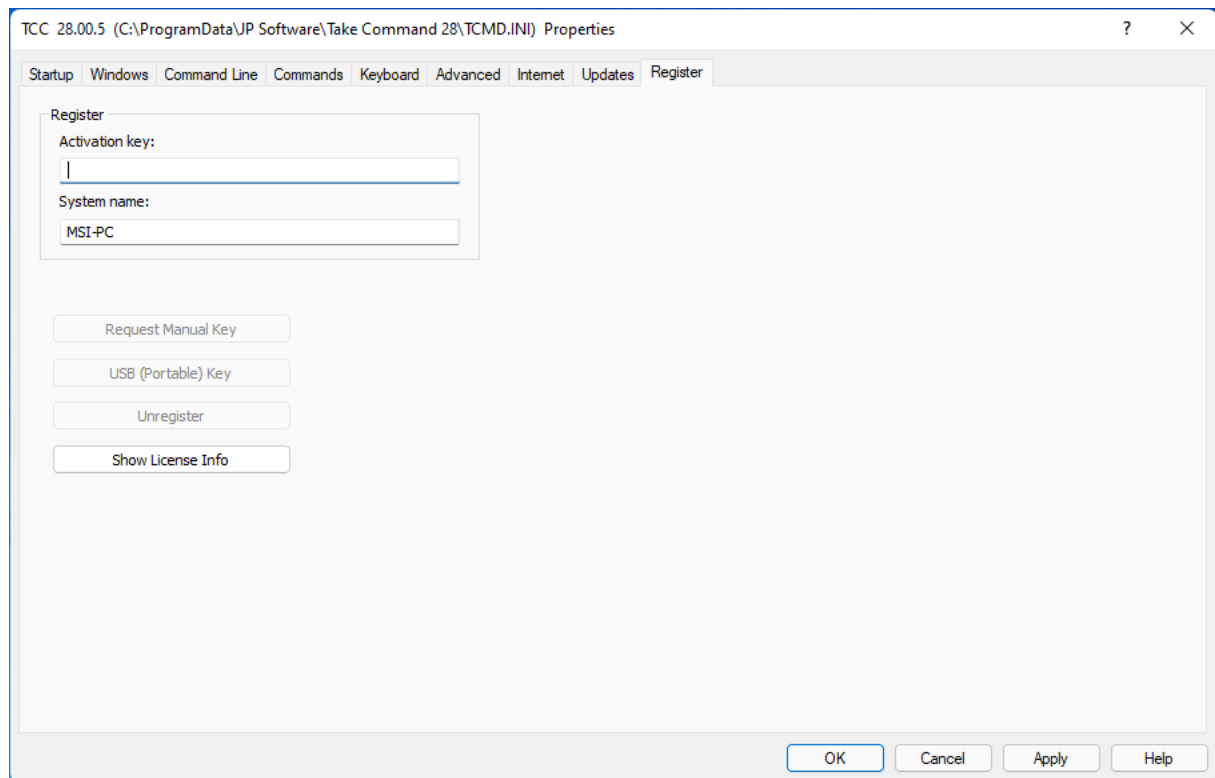 TCC 28.00.5 (C:\ProgramData\JP Software\Take Command 28\TCMD.INI) Properties
?
Startup Windows Command Line Commands Keyboard Advanced Internet Updates Register
Register
Activation key:
System name:
MSI-PC
Request Manual Key
USB (Portable) Key
Unregister
Show License Info
OK Cancel Apply Help